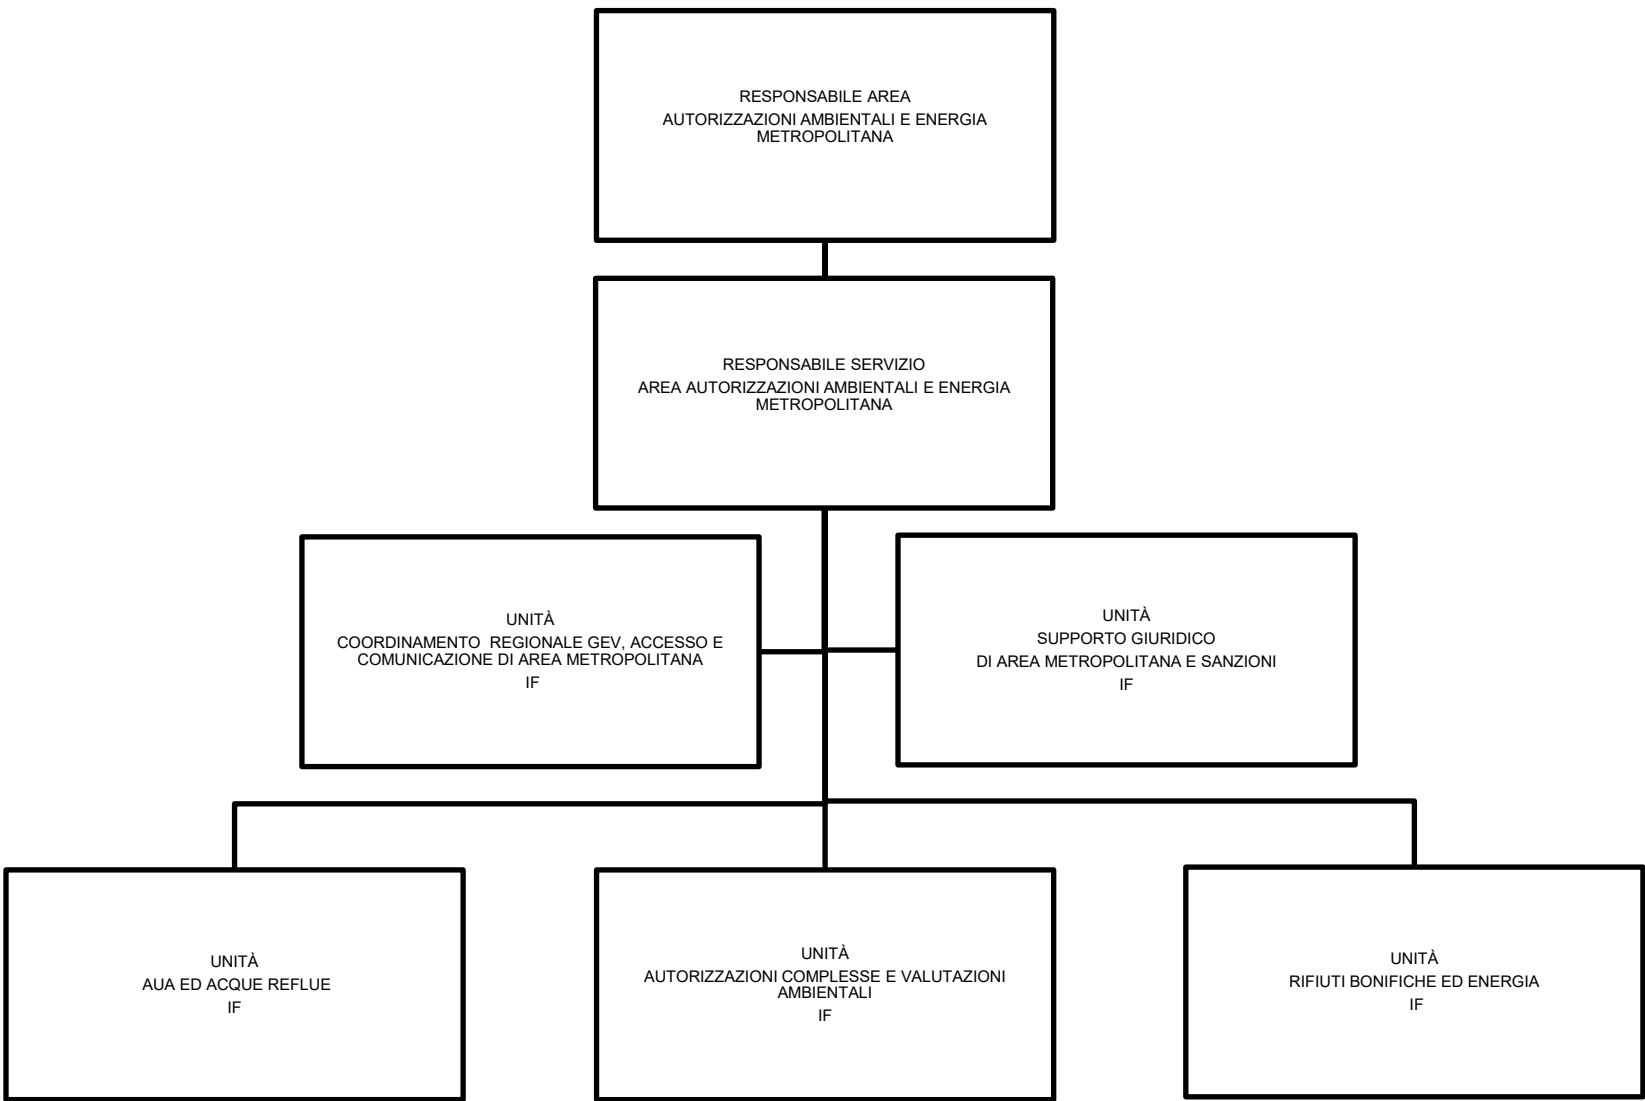 RESPONSABILE AREA
AUTORIZZAZIONI AMBIENTALI E ENERGIA
METROPOLITANA
RESPONSABILE SERVIZIO
AREA AUTORIZZAZIONI AMBIENTALI E ENERGIA
METROPOLITANA
UNITÀ
COORDINAMENTO  REGIONALE GEV, ACCESSO E
COMUNICAZIONE DI AREA METROPOLITANA
IF
UNITÀ
SUPPORTO GIURIDICO
DI AREA METROPOLITANA E SANZIONI
IF
UNITÀ
AUA ED ACQUE REFLUE
IF
UNITÀ
AUTORIZZAZIONI COMPLESSE E VALUTAZIONI
AMBIENTALI
IF
UNITÀ
RIFIUTI BONIFICHE ED ENERGIA
IF